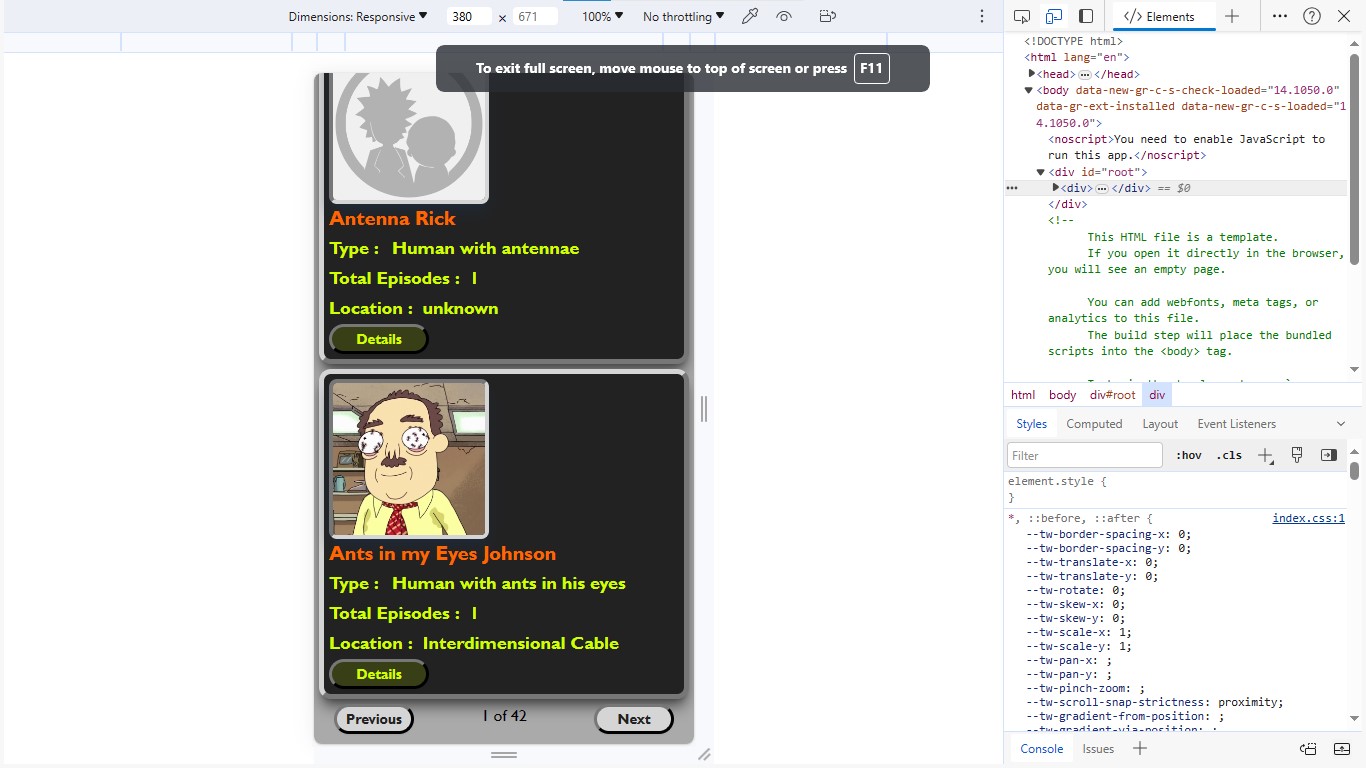 Dimensions: Responsive 380 x 671 100% No throttling
To exit full screen, move mouse to top of screen or press F11
Antenna Rick
Type : Human with antennae
Total Episodes : 1
Location : unknown
Details
Ants in my Eyes Johnson
Type : Human with ants in his eyes
Total Episodes : 1
Location : Interdimensional Cable
Details
Previous 1 of 42 Next
Elements
<!DOCTYPE html>
<html lang="en">
<head> </head>
<body data-new-gr-c-s-check-loaded="14.1050.0"
data-gr-ext-installed data-new-gr-c-s-loaded="1
4.1050.0">
<noscript>You need to enable JavaScript to
run this app.</noscript>
<div id="root">
<div> </div> == $0
</div>
<!--
This HTML file is a template.
If you open it directly in the browser,
you will see an empty page.
You can add webfonts, meta tags, or
analytics to this file.
The build step will place the bundled
scripts into the <body> tag.
html body div#root div
Styles Computed Layout Event Listeners
Filter :hov .cls
element.style {
}
*, ::before, ::after { index.css:1
--tw-border-spacing-x: 0;
--tw-border-spacing-y: 0;
--tw-translate-x: 0;
--tw-translate-y: 0;
--tw-rotate: 0;
--tw-skew-x: 0;
--tw-skew-y: 0;
--tw-scale-x: 1;
--tw-scale-y: 1;
--tw-pan-x: ;
--tw-pan-y: ;
--tw-pinch-zoom: ;
--tw-scroll-snap-strictness: proximity;
--tw-gradient-from-position: ;
--tw-gradient-via-position: ;
Console Issues